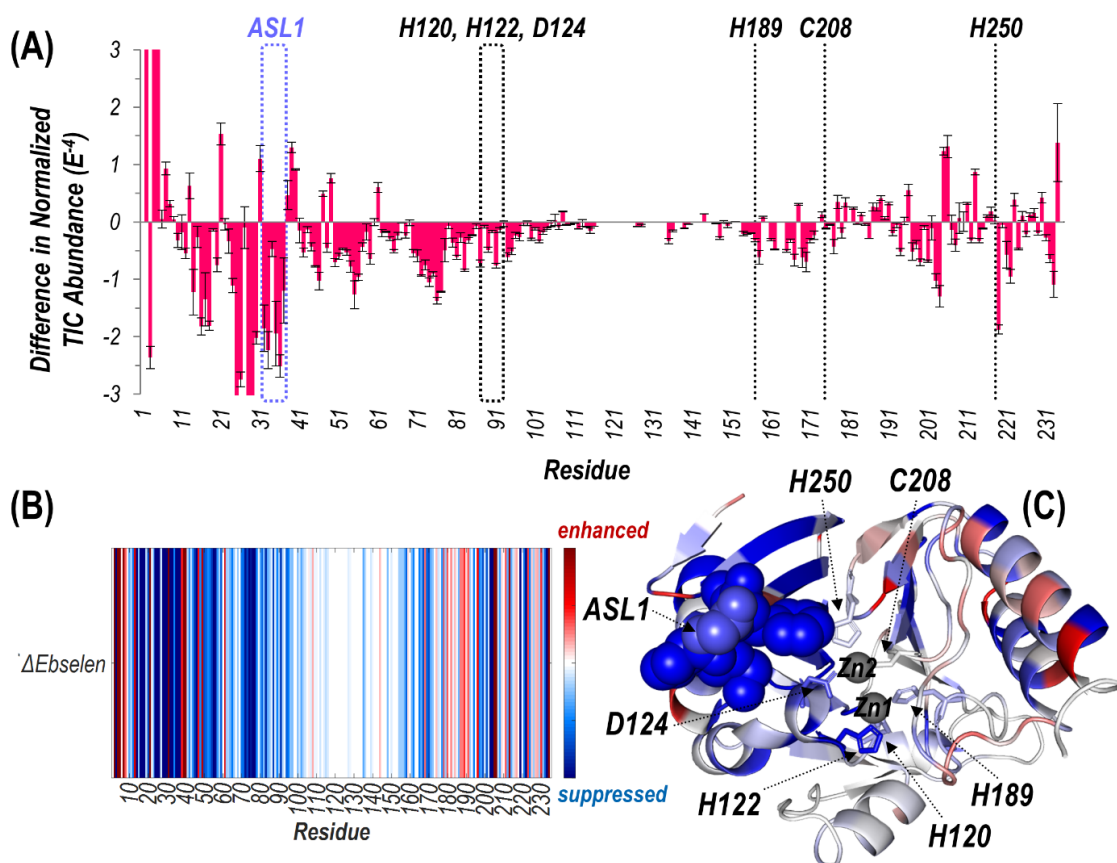 (A)
ASL1
H120, H122, D124
H189
C208
H250
Difference in Normalized
TIC Abundance (E⁻⁴)
3
2
1
0
-1
-2
-3
1
11
21
31
41
51
61
71
81
91
101
111
121
131
141
151
161
171
181
191
201
211
221
231
Residue
(B)
ΔEbselen
10
20
30
40
50
60
70
80
90
100
110
120
130
140
150
160
170
180
190
200
210
220
230
Residue
enhanced
suppressed
(C)
H250
C208
ASL1
Zn2
Zn1
D124
H122
H189
H120